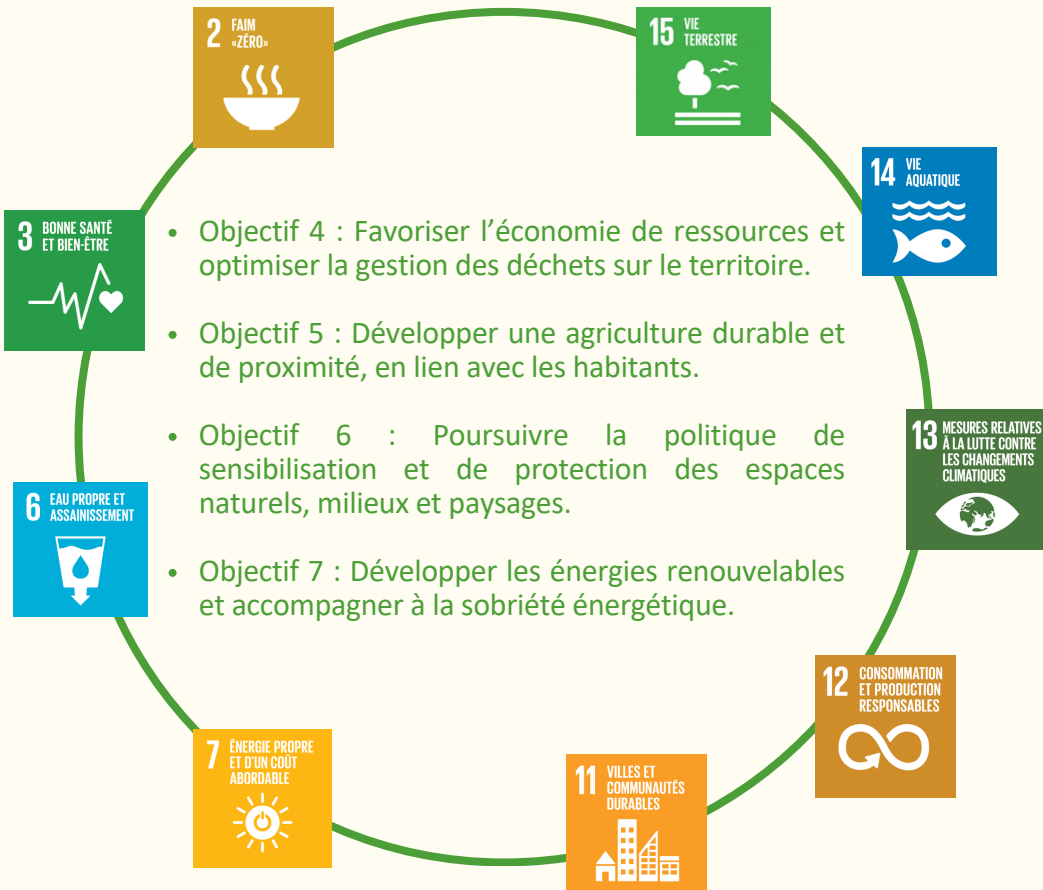 2 FAIM
«ZÉRO»
15 VIE
TERRESTRE
14 VIE
AQUATIQUE
3 BONNE SANTÉ
ET BIEN-ÊTRE
• Objectif 4 : Favoriser l’économie de ressources et
optimiser la gestion des déchets sur le territoire.
• Objectif 5 : Développer une agriculture durable et
de proximité, en lien avec les habitants.
• Objectif 6 : Poursuivre la politique de
sensibilisation et de protection des espaces
naturels, milieux et paysages.
• Objectif 7 : Développer les énergies renouvelables
et accompagner à la sobriété énergétique.
13 MESURES RELATIVES
À LA LUTTE CONTRE
LES CHANGEMENTS
CLIMATIQUES
6 EAU PROPRE ET
ASSAINISSEMENT
12 CONSOMMATION
ET PRODUCTION
RESPONSABLES
7 ÉNERGIE PROPRE
ET D'UN COÛT
ABORDABLE
11 VILLES ET
COMMUNAUTÉS
DURABLES